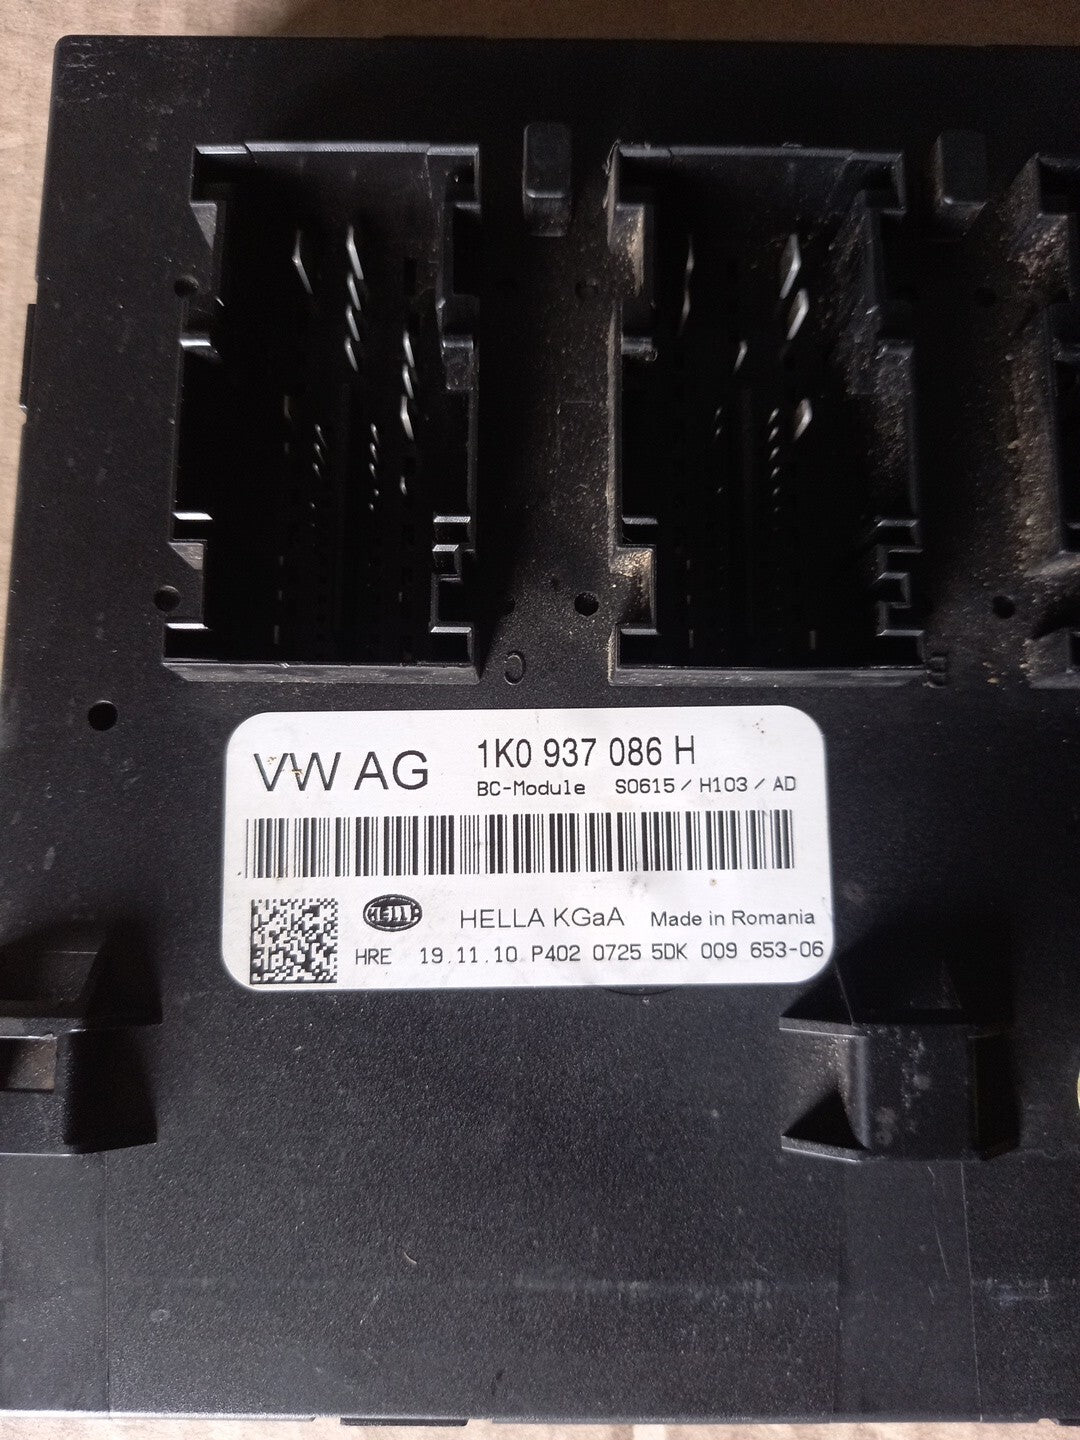 C
B
VW AG 1K0 937 086 H
BC-Module S0615 / H103 / AD
HELLA HELLA KGaA Made in Romania
HRE 19.11.10 P402 0725 5DK 009 653-06